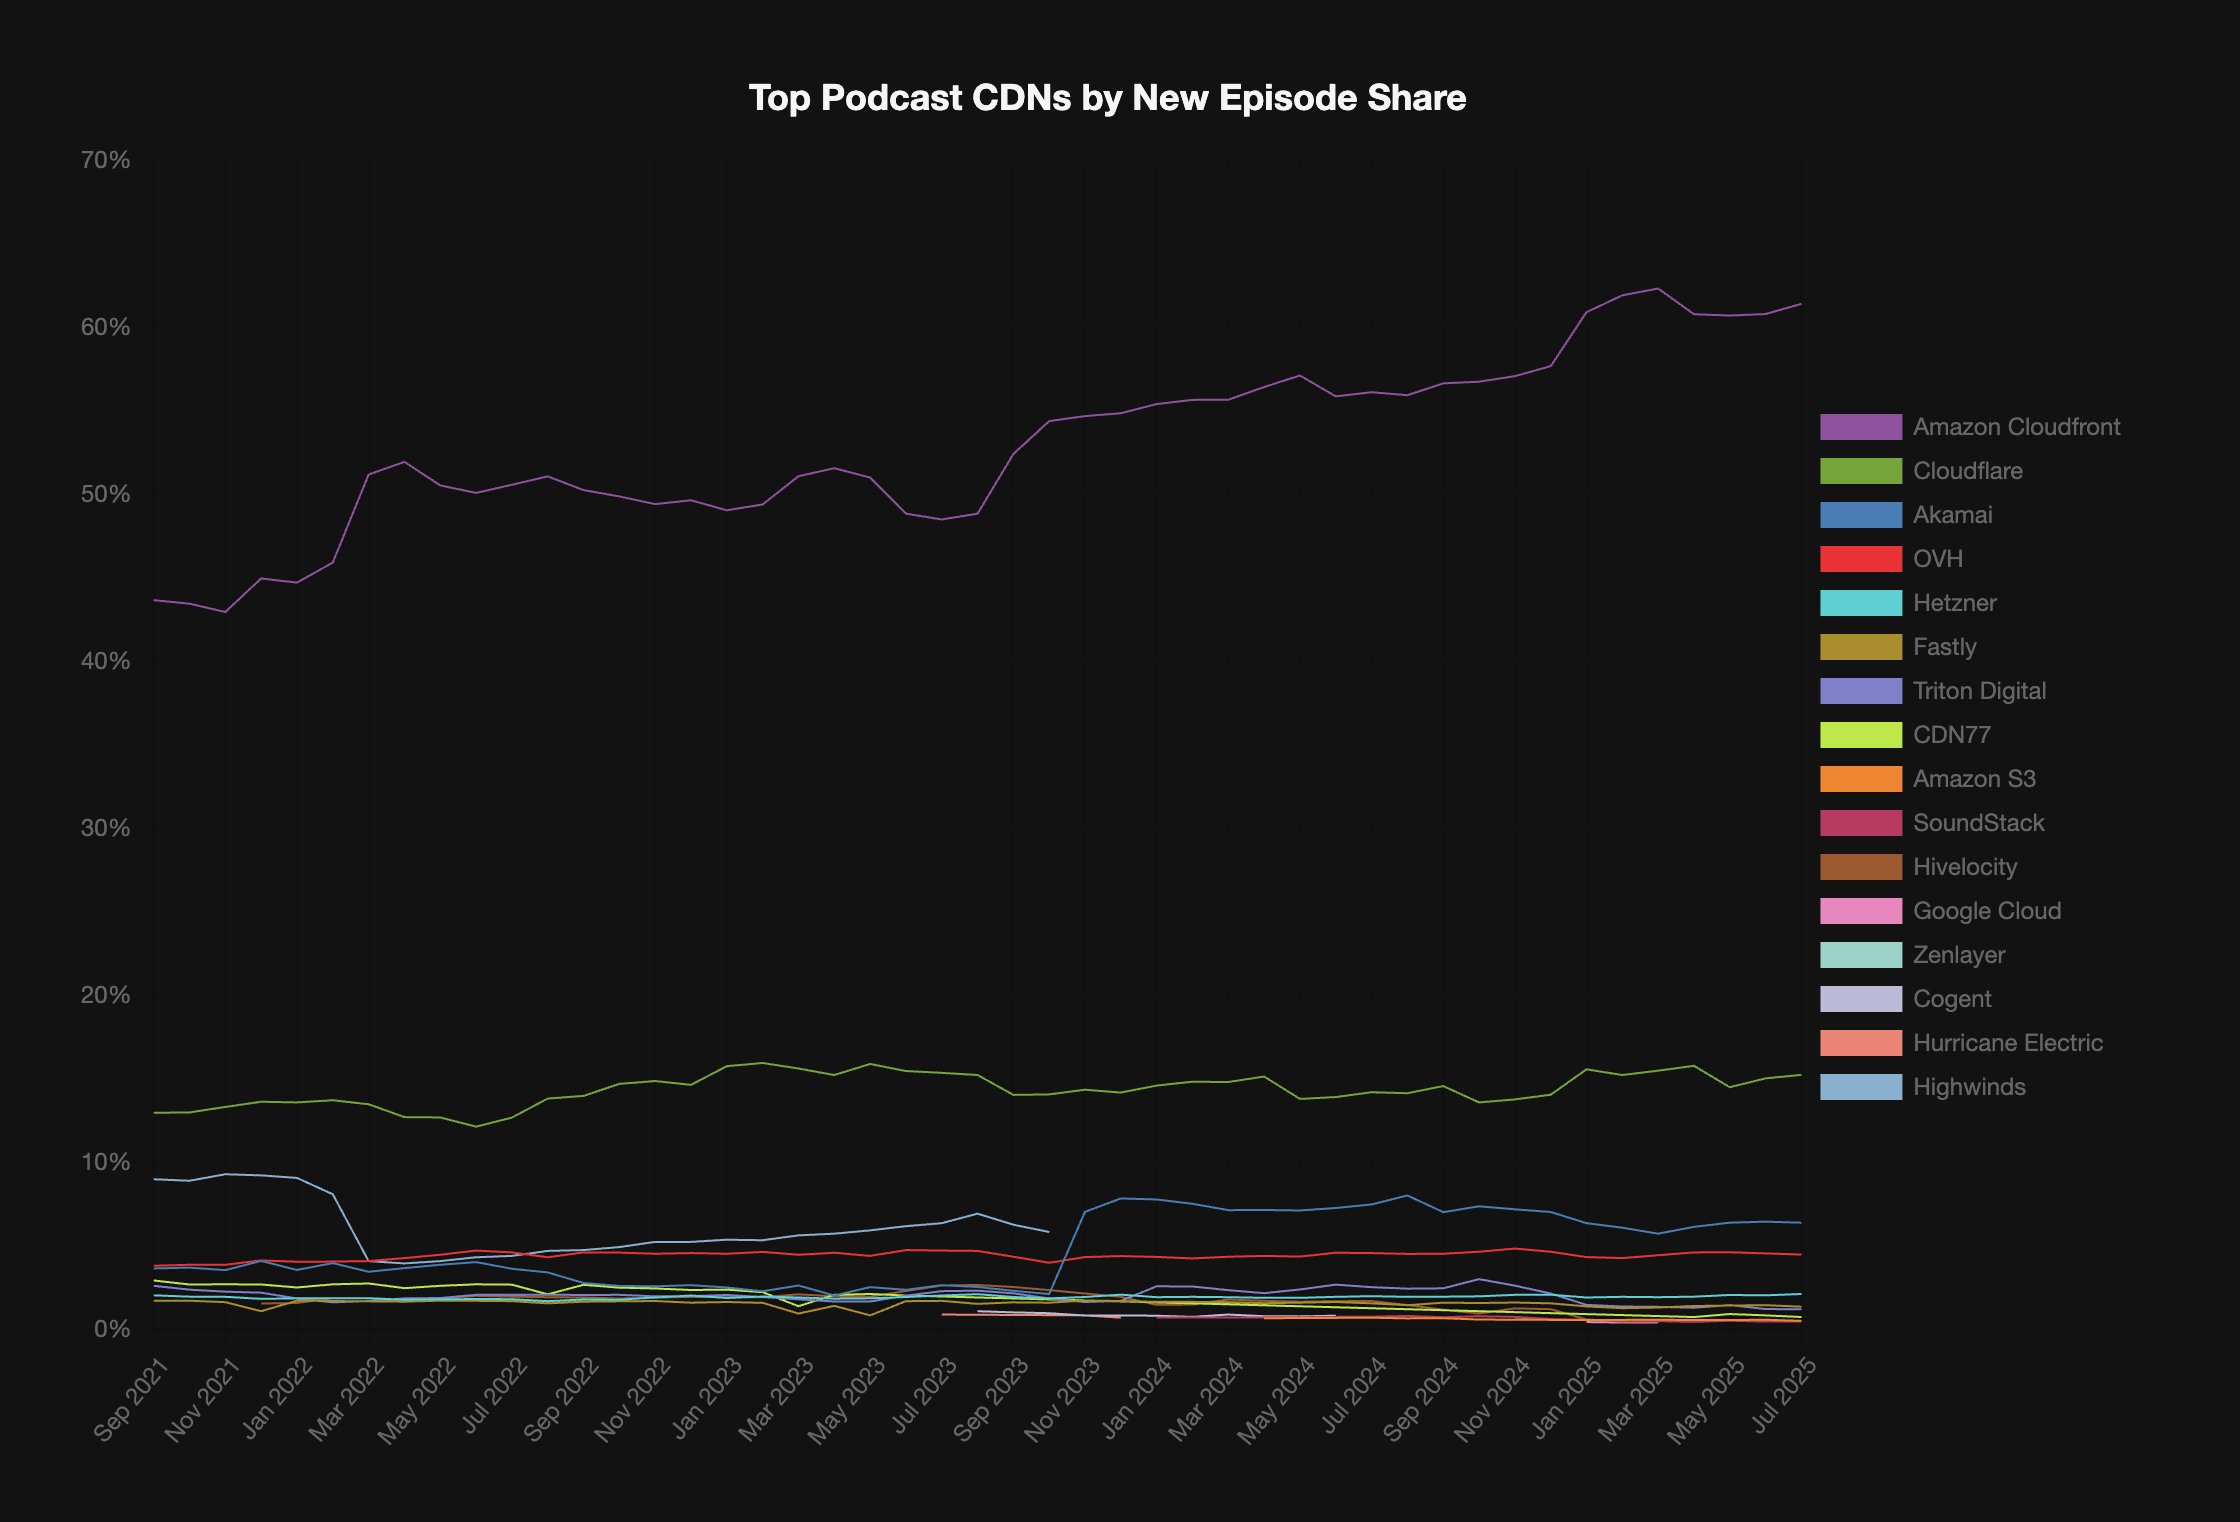 Top Podcast CDNs by New Episode Share
70%
60%
50%
40%
30%
20%
10%
0%
Sep 2021
Nov 2021
Jan 2022
Mar 2022
May 2022
Jul 2022
Sep 2022
Nov 2022
Jan 2023
Mar 2023
May 2023
Jul 2023
Sep 2023
Nov 2023
Jan 2024
Mar 2024
May 2024
Jul 2024
Sep 2024
Nov 2024
Jan 2025
Mar 2025
May 2025
Jul 2025
Amazon Cloudfront
Cloudflare
Akamai
OVH
Hetzner
Fastly
Triton Digital
CDN77
Amazon S3
SoundStack
Hivelocity
Google Cloud
Zenlayer
Cogent
Hurricane Electric
Highwinds